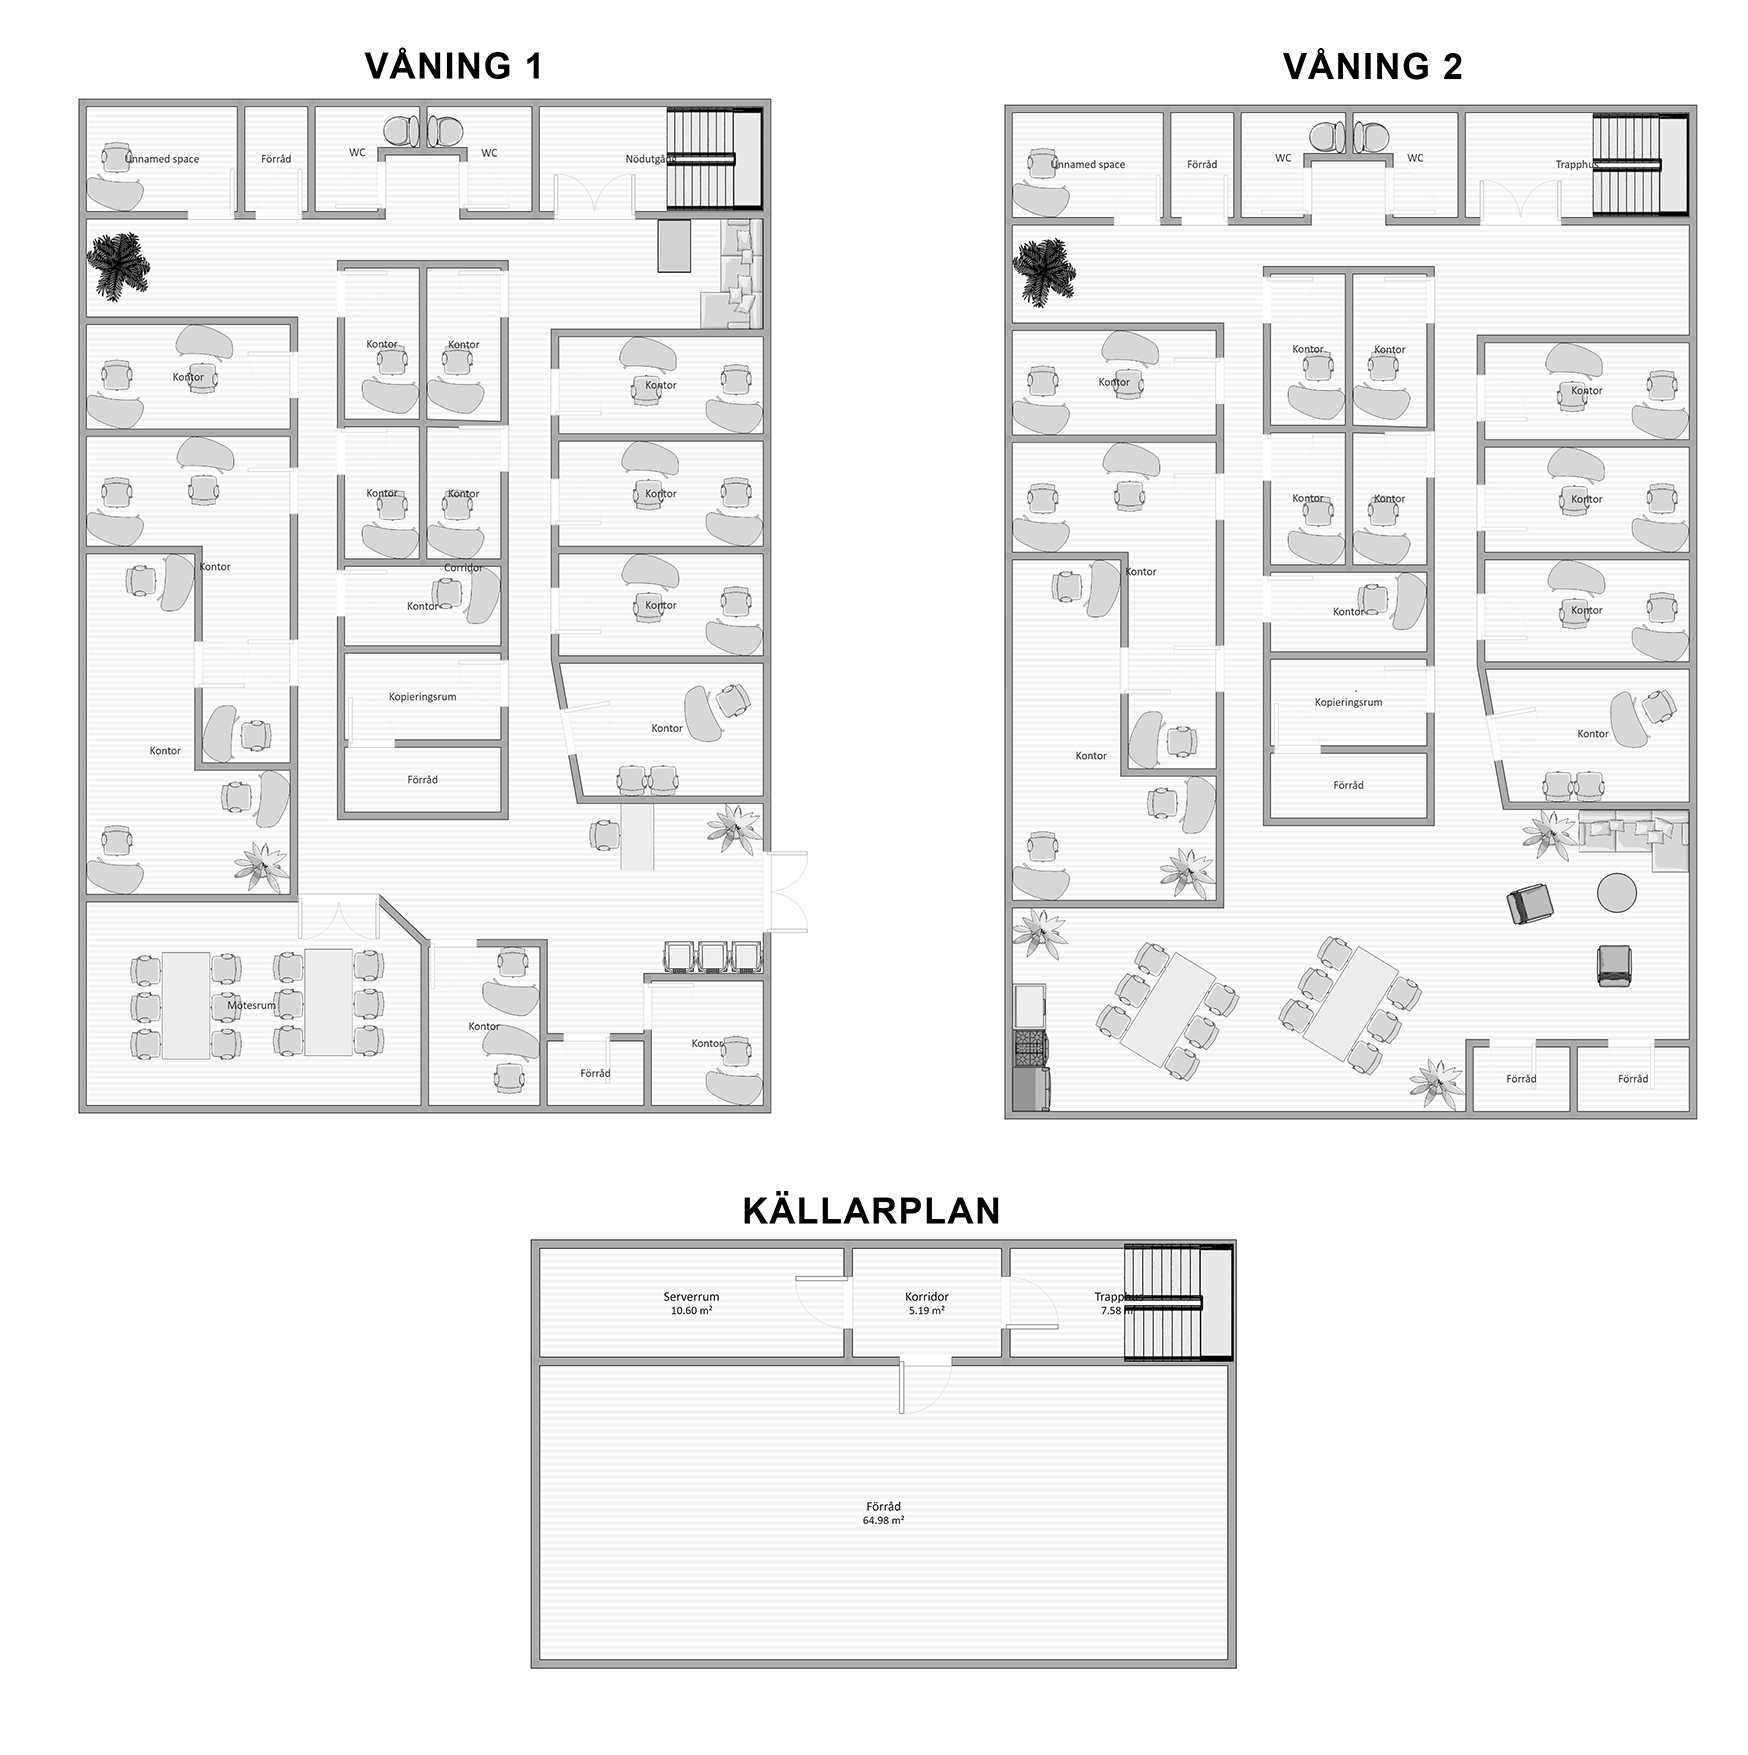 VÅNING 1
Unnamed space
Förråd
WC
WC
Nödutgång
Kontor
Kontor
Kontor
Kontor
Kontor
Kontor
Kontor
Kontor
Corridor
Kontor
Kontor
Kopieringsrum
Kontor
Kontor
Förråd
Mötesrum
Kontor
Kontor
Förråd
VÅNING 2
Unnamed space
Förråd
WC
WC
Trapphus
Kontor
Kontor
Kontor
Kontor
Kontor
Kontor
Kontor
Kontor
Kontor
Kontor
Kopieringsrum
Kontor
Kontor
Förråd
Förråd
Förråd
KÄLLARPLAN
Serverrum
10.60 m²
Korridor
5.19 m²
Trapphus
7.58 m²
Förråd
64.98 m²